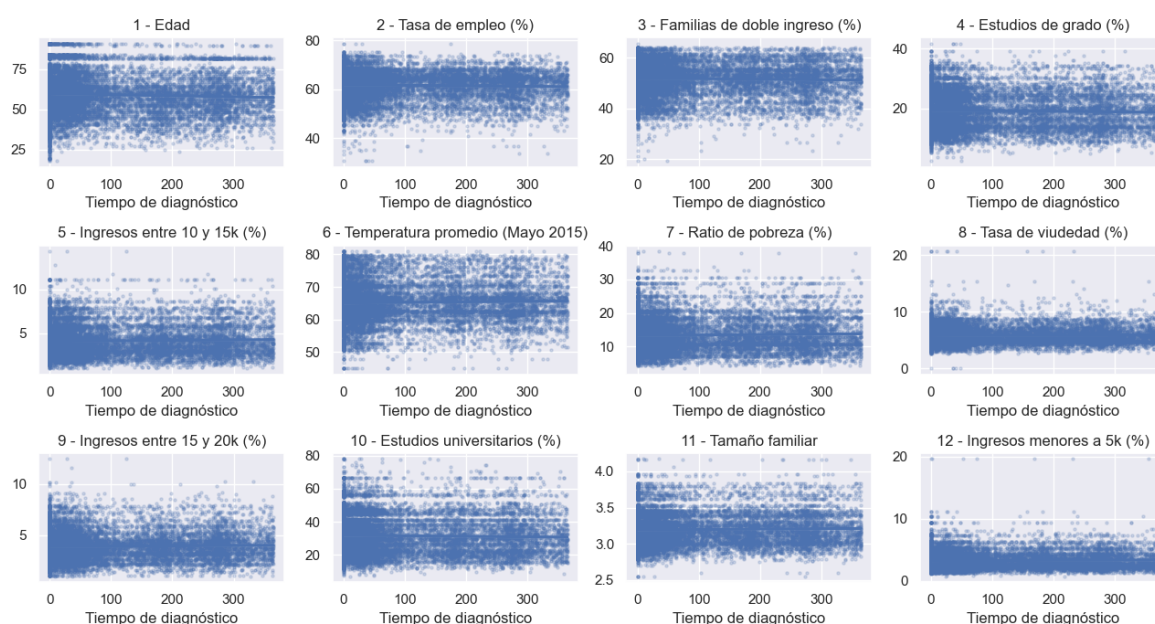 1 - Edad
2 - Tasa de empleo (%)
3 - Familias de doble ingreso (%)
4 - Estudios de grado (%)
75
50
25
80
60
40
60
40
20
40
20
0 100 200 300
0 100 200 300
0 100 200 300
0 100 200 300
Tiempo de diagnóstico
Tiempo de diagnóstico
Tiempo de diagnóstico
Tiempo de diagnóstico
5 - Ingresos entre 10 y 15k (%)
6 - Temperatura promedio (Mayo 2015)
7 - Ratio de pobreza (%)
8 - Tasa de viudedad (%)
10
5
80
70
60
50
40
30
20
10
20
10
0
0 100 200 300
0 100 200 300
0 100 200 300
0 100 200 300
Tiempo de diagnóstico
Tiempo de diagnóstico
Tiempo de diagnóstico
Tiempo de diagnóstico
9 - Ingresos entre 15 y 20k (%)
10 - Estudios universitarios (%)
11 - Tamaño familiar
12 - Ingresos menores a 5k (%)
10
5
80
60
40
20
4.0
3.5
3.0
2.5
20
10
0
0 100 200 300
0 100 200 300
0 100 200 300
0 100 200 300
Tiempo de diagnóstico
Tiempo de diagnóstico
Tiempo de diagnóstico
Tiempo de diagnóstico